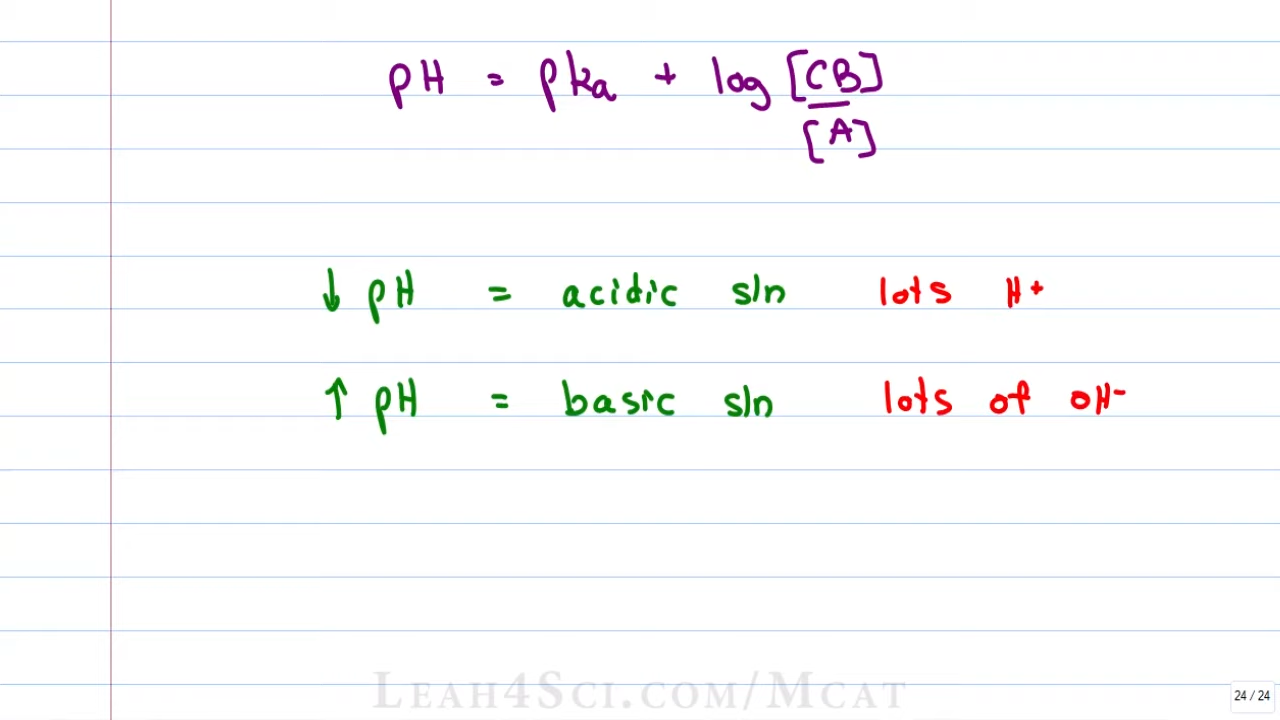 pH = pka + log [CB]
[A]
↓ pH = acidic sln lots H+
↑ pH = basic sln lots of OH-
LEAH4SCI.COM/MCAT
24 / 24